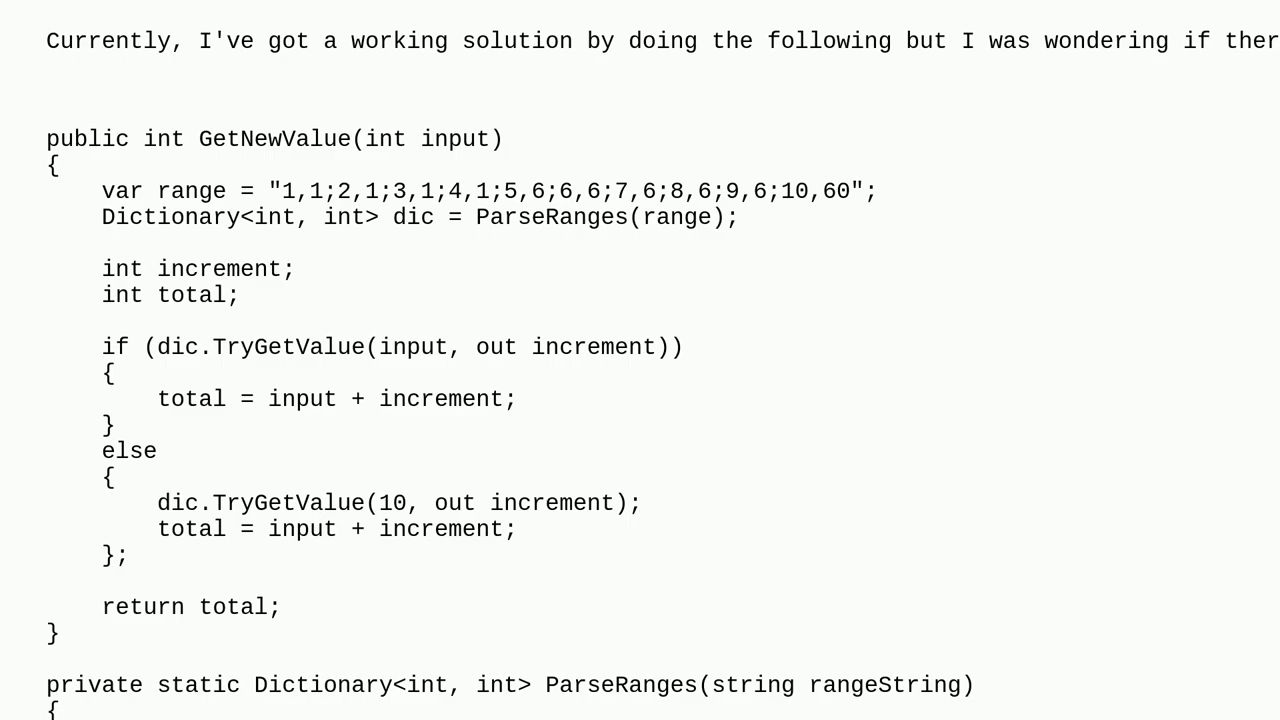 Currently, I've got a working solution by doing the following but I was wondering if ther
public int GetNewValue(int input)
{
    var range = "1,1;2,1;3,1;4,1;5,6;6,6;7,6;8,6;9,6;10,60";
    Dictionary<int, int> dic = ParseRanges(range);
    int increment;
    int total;
    if (dic.TryGetValue(input, out increment))
    {
        total = input + increment;
    }
    else
    {
        dic.TryGetValue(10, out increment);
        total = input + increment;
    };
    return total;
}
private static Dictionary<int, int> ParseRanges(string rangeString)
{